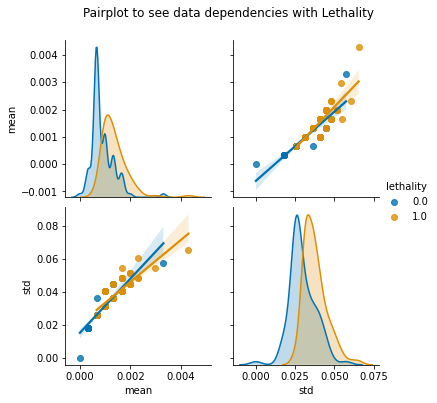 Pairplot to see data dependencies with Lethality
0.004
0.003
0.002
0.001
0.000
−0.001
mean
lethality
0.0
1.0
0.08
0.06
0.04
0.02
0.00
std
0.000 0.002 0.004
mean
0.000 0.025 0.050 0.075
std